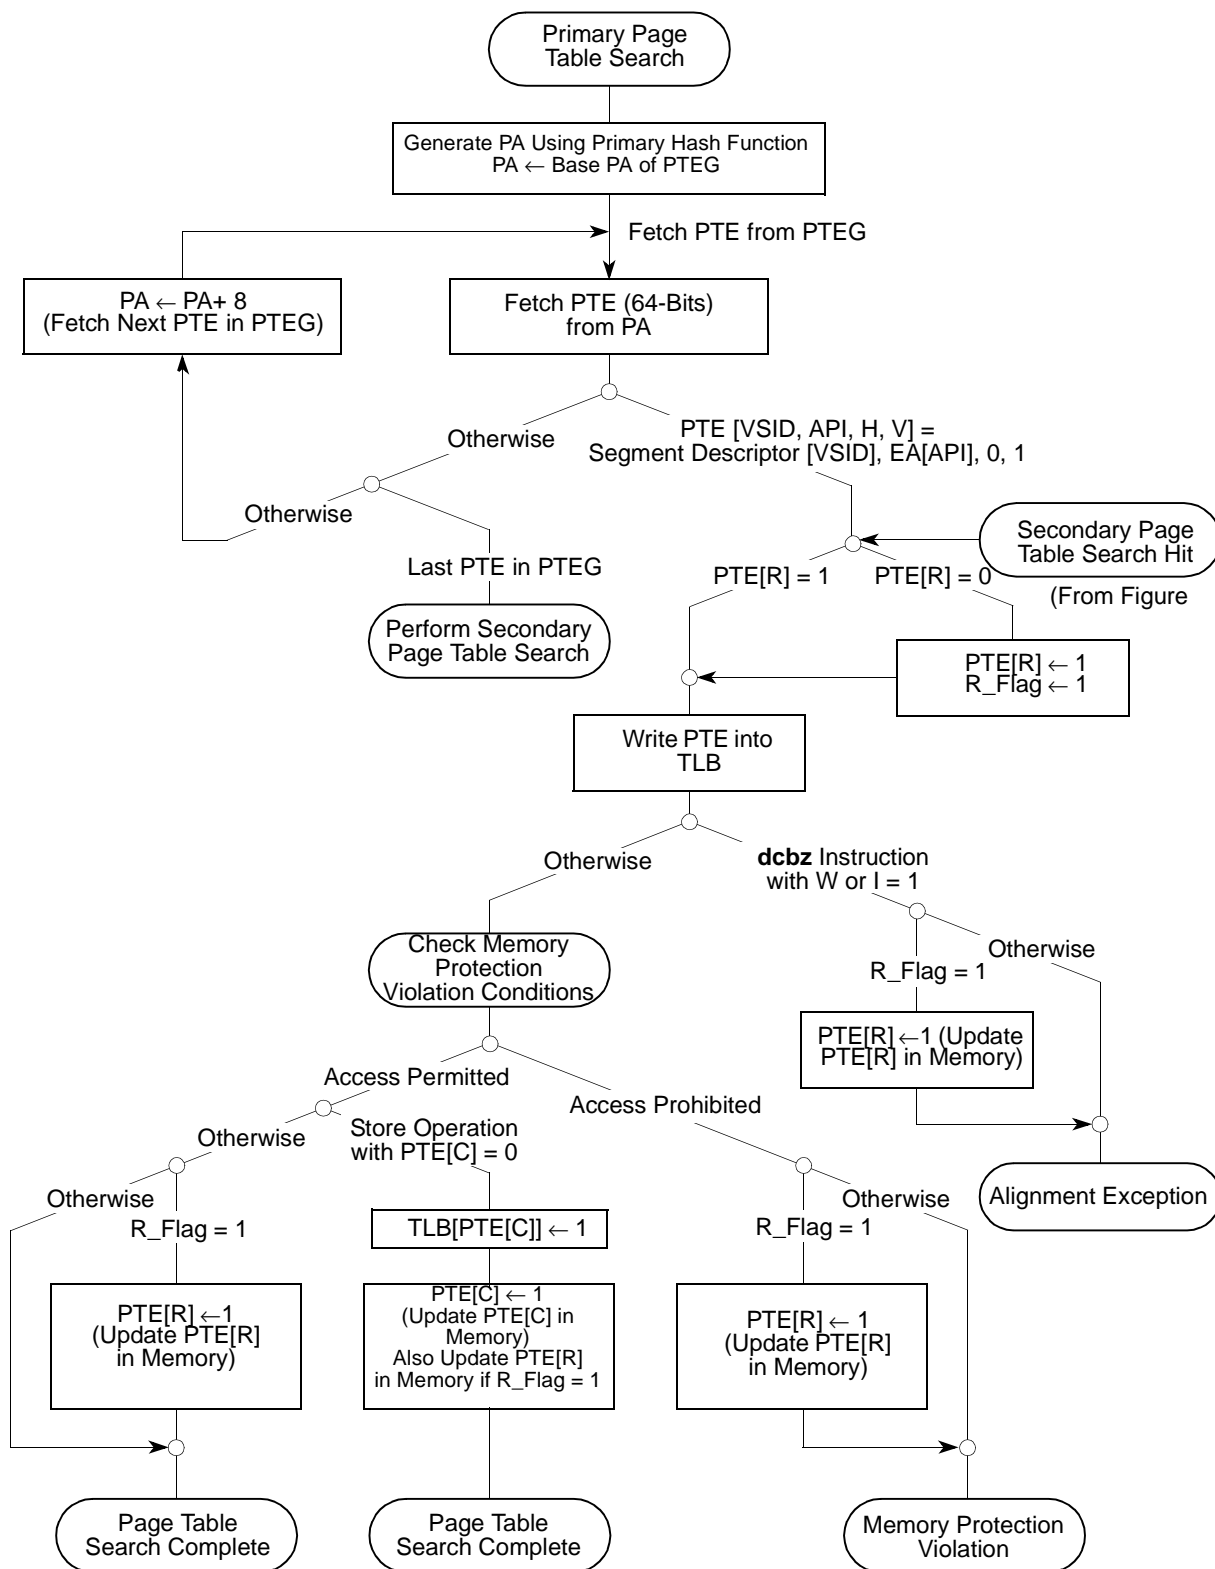 Primary Page
Table Search
Generate PA Using Primary Hash Function
PA ← Base PA of PTEG
Fetch PTE from PTEG
PA ← PA+ 8
(Fetch Next PTE in PTEG)
Fetch PTE (64-Bits)
from PA
Otherwise
PTE [VSID, API, H, V] =
Segment Descriptor [VSID], EA[API], 0, 1
Otherwise
Secondary Page
Table Search Hit
(From Figure
Last PTE in PTEG
PTE[R] = 1
PTE[R] = 0
Perform Secondary
Page Table Search
PTE[R] ← 1
R_Flag ← 1
Write PTE into
TLB
Otherwise
dcbz Instruction
with W or I = 1
Check Memory
Protection
Violation Conditions
R_Flag = 1
Otherwise
PTE[R] ←1 (Update
PTE[R] in Memory)
Access Permitted
Access Prohibited
Otherwise
Store Operation
with PTE[C] = 0
Alignment Exception
Otherwise
R_Flag = 1
TLB[PTE[C]] ← 1
R_Flag = 1
Otherwise
PTE[R] ←1
(Update PTE[R]
in Memory)
PTE[C] ← 1
(Update PTE[C] in
Memory)
Also Update PTE[R]
in Memory if R_Flag = 1
PTE[R] ← 1
(Update PTE[R]
in Memory)
Page Table
Search Complete
Page Table
Search Complete
Memory Protection
Violation